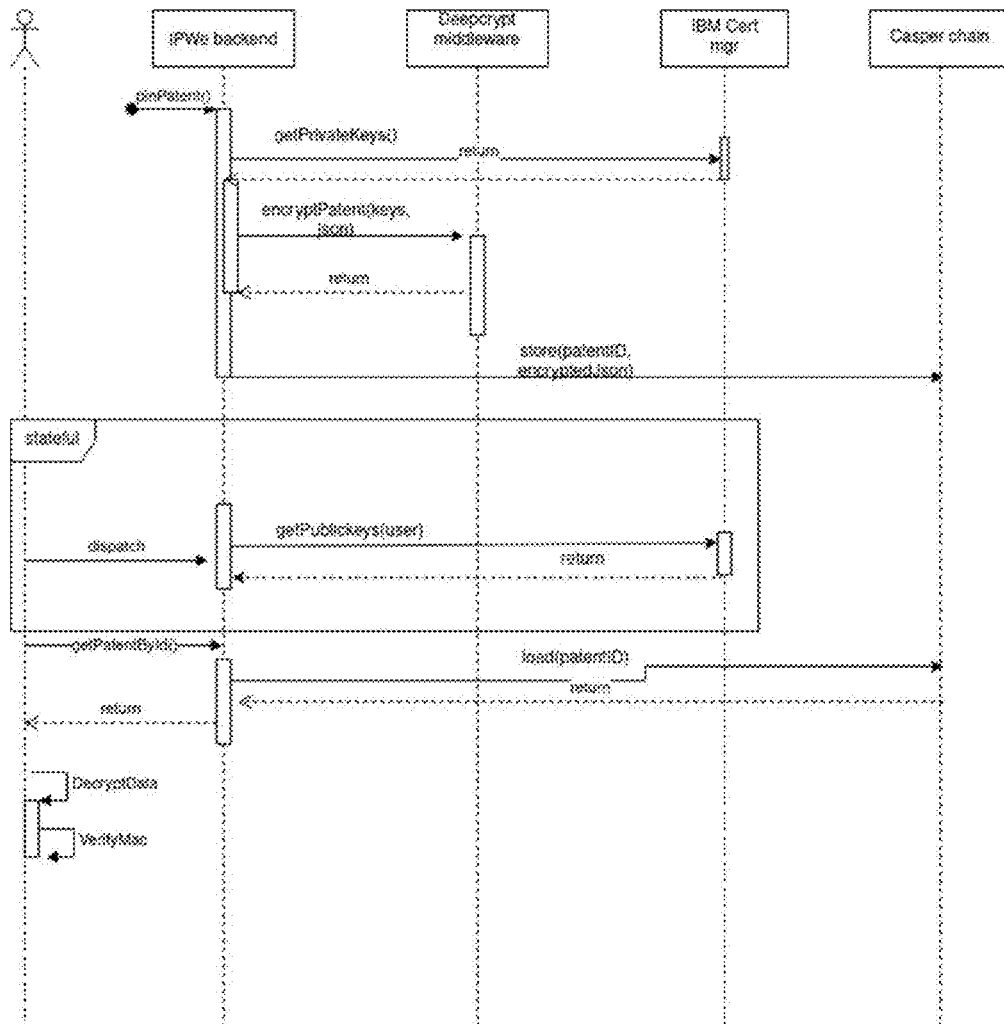 IPWe backend
Deepcrypt
middleware
IBM Cert
mgr
Casper chain
pinPatent()
getPrivateKeys()
return
encryptPatent(keys,
json)
return
store(patentID,
encryptedJson)
stateful
getPublickeys(user)
dispatch
return
getPatentById()
load(patentID)
return
return
DecryptData
VerifyMac